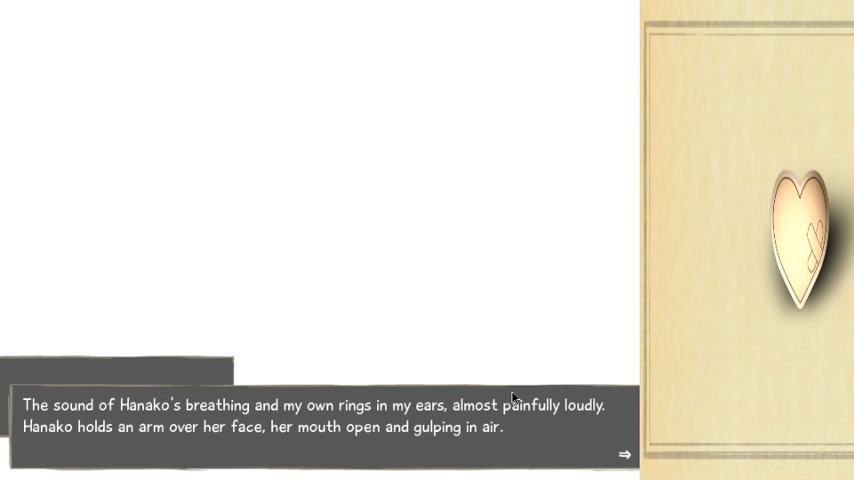 The sound of Hanako's breathing and my own rings in my ears, almost painfully loudly.
Hanako holds an arm over her face, her mouth open and gulping in air.